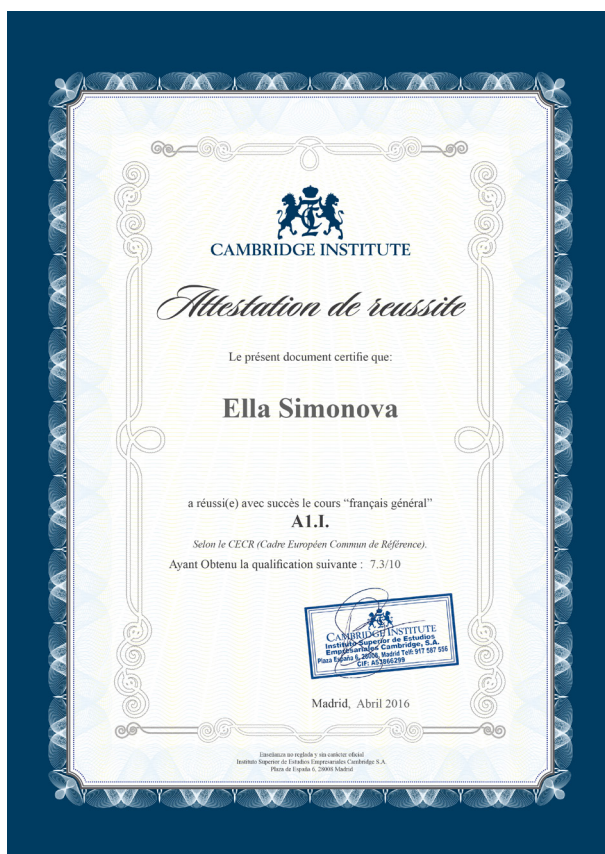 CAMBRIDGE INSTITUTE
Attestation de reussite
Le présent document certifie que:
Ella Simonova
a réussi(e) avec succès le cours “français général”
A1.I.
Selon le CECR (Cadre Européen Commun de Référence).
Ayant Obtenu la qualification suivante : 7.3/10
CAMBRIDGE INSTITUTE
Instituto Superior de Estudios
Empresariales Cambridge, S.A.
Plaza España 6, 28008, Madrid Telf: 917 587 556
CIF: A53866299
Madrid, Abril 2016
Enseñanza no reglada y sin carácter oficial
Instituto Superior de Estudios Empresariales Cambridge S.A.
Plaza de España 6, 28008 Madrid